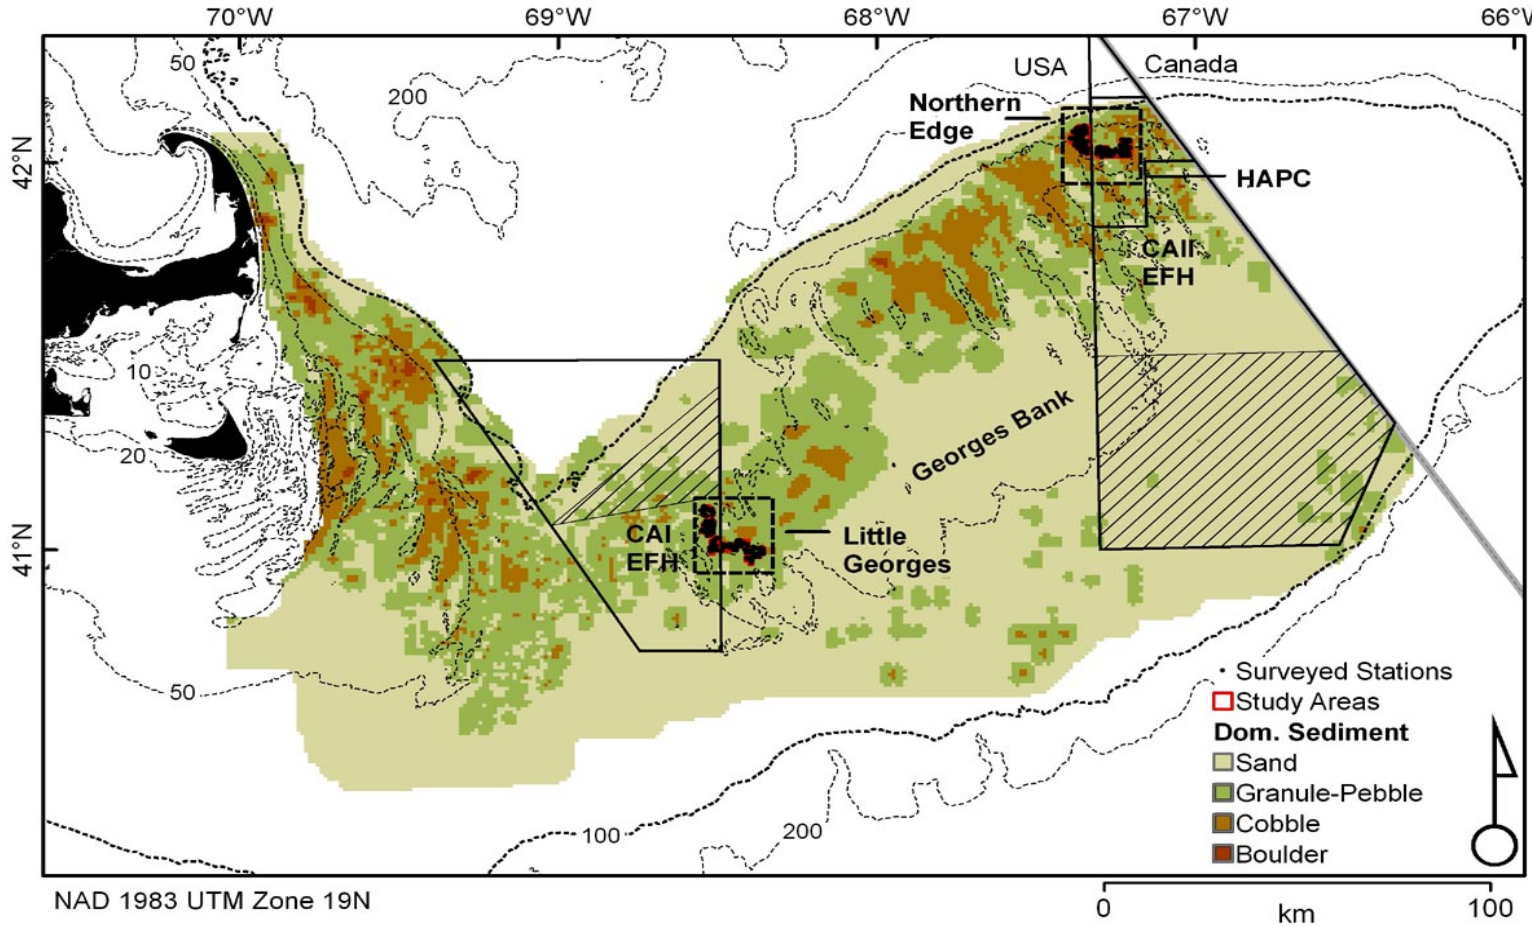 70°W 69°W 68°W 67°W 66°W
50
200
USA
Canada
Northern
Edge
42°N
HAPC
CAII
EFH
10
20
Georges Bank
41°N
CAI
EFH
Little
Georges
50
100
200
Surveyed Stations
Study Areas
Dom. Sediment
Sand
Granule-Pebble
Cobble
Boulder
NAD 1983 UTM Zone 19N
0 km 100